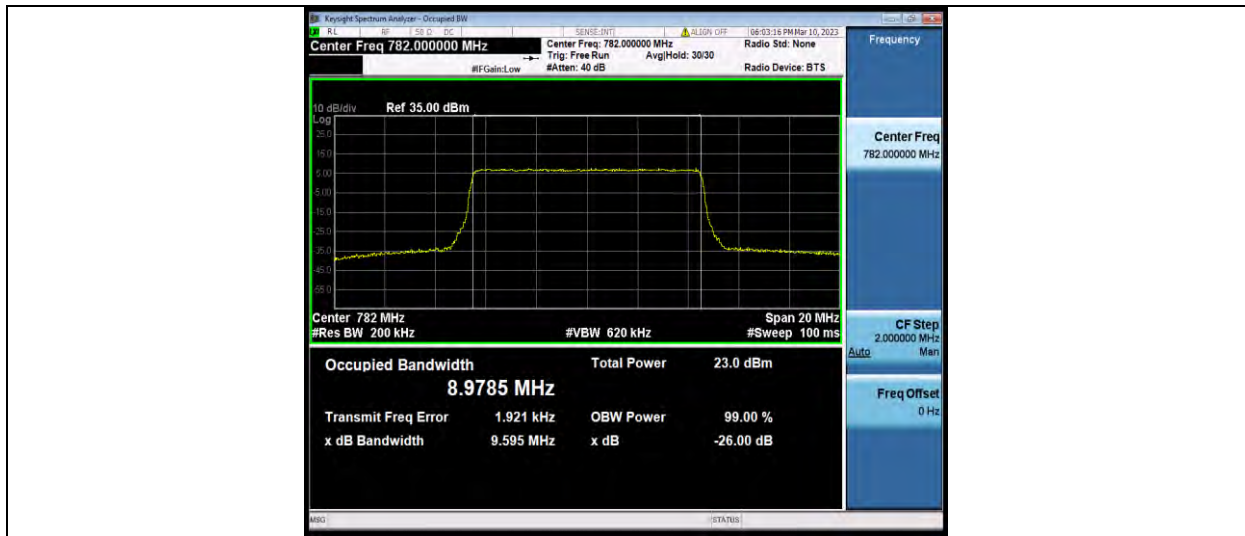 Keysight Spectrum Analyzer - Occupied BW
RL RF 50 Ω DC SENSE:INT ALIGN OFF 06:03:16 PM Mar 10, 2023
Center Freq 782.000000 MHz
Center Freq: 782.000000 MHz
Radio Std: None
Trig: Free Run Avg|Hold: 30/30
#IFGain:Low
#Atten: 40 dB
Radio Device: BTS
10 dB/div Ref 35.00 dBm
Log
25.0
15.0
5.00
-5.00
-15.0
-25.0
-35.0
-45.0
-55.0
Center 782 MHz
Span 20 MHz
#Res BW 200 kHz
#VBW 620 kHz
#Sweep 100 ms
Occupied Bandwidth
Total Power 23.0 dBm
8.9785 MHz
Transmit Freq Error 1.921 kHz
OBW Power 99.00 %
x dB Bandwidth 9.595 MHz
x dB -26.00 dB
MSG
STATUS
Frequency
Center Freq
782.000000 MHz
CF Step
2.000000 MHz
Auto Man
Freq Offset
0 Hz